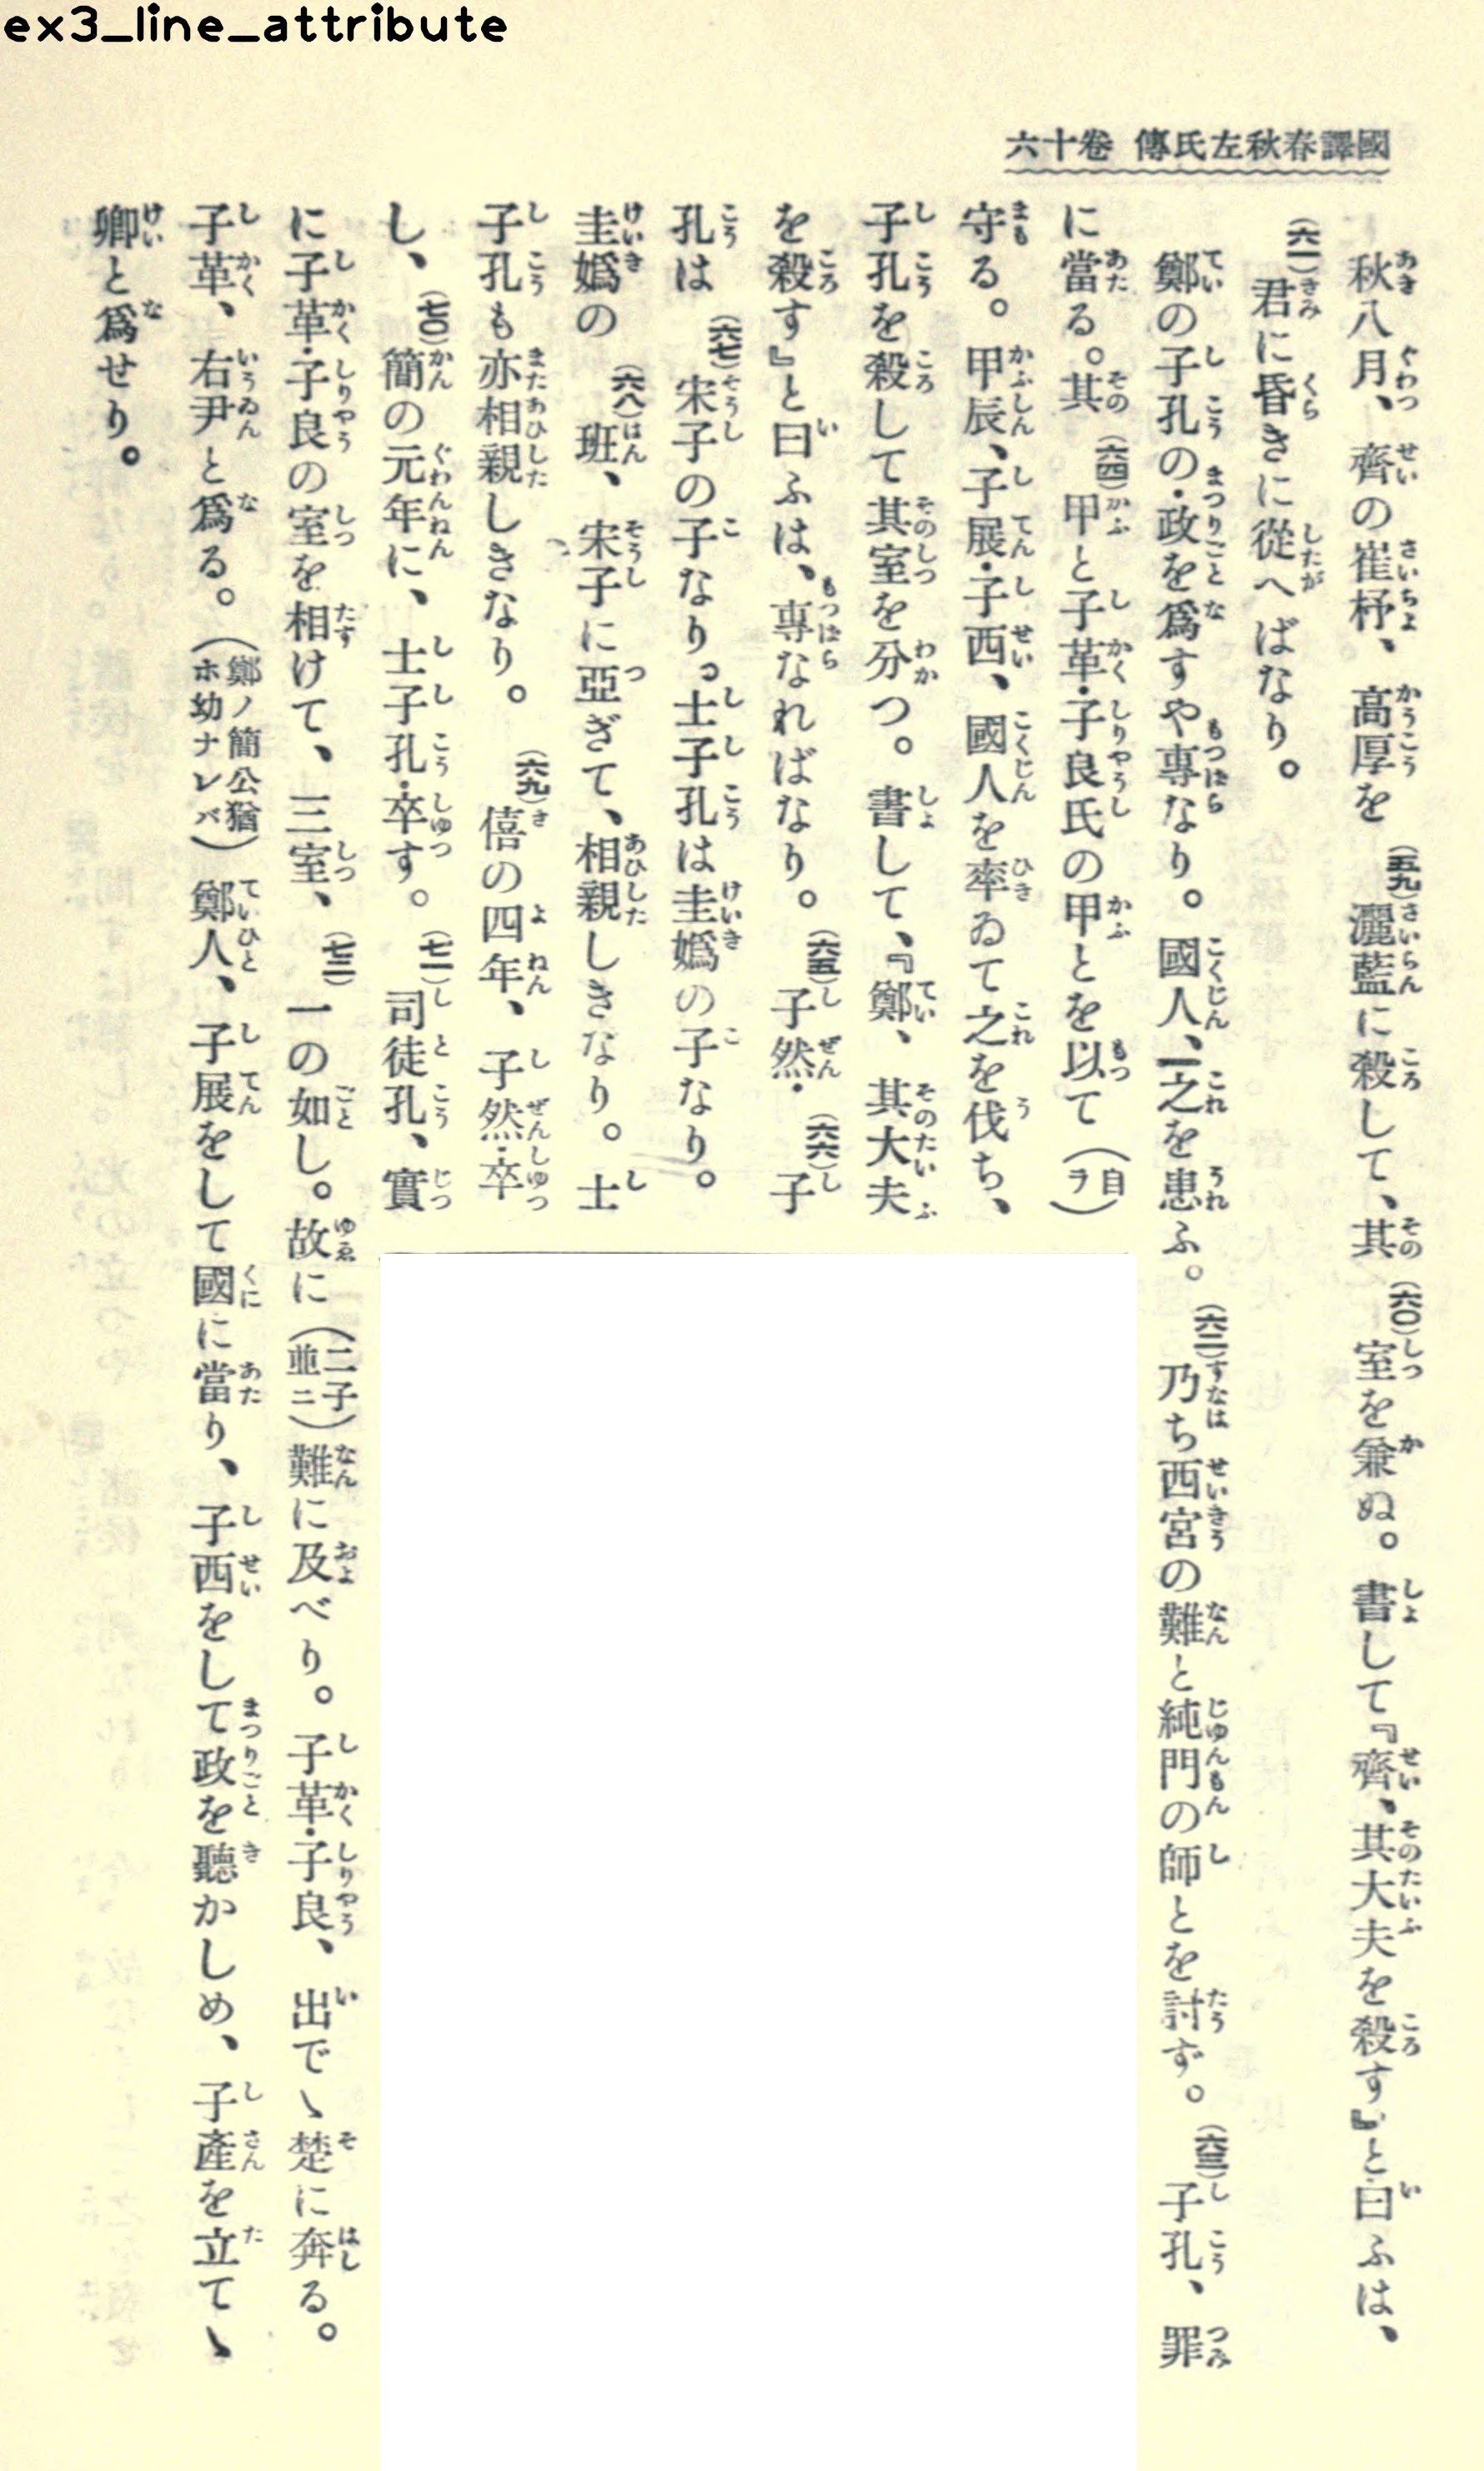 ex3_line_attribute
國譯春秋左氏傳 卷十六
秋八月、齊の崔杼、高厚を(五九)灑藍に殺して、其(六〇)室を兼ぬ。書して『齊、其大夫を殺す』と曰ふは、
(六一)君に昏きに從へばなり。
鄭の子孔の・政を爲すや專なり。國人、之を患ふ。(六二)乃ち西宮の難と純門の師とを討ず。(六三)子孔、罪
に當る。其(六四)甲と子革・子良氏の甲とを以て(自ヲ)
守る。甲辰、子展・子西、國人を率ゐて之を伐ち、
子孔を殺して其室を分つ。書して、『鄭、其大夫
を殺す』と曰ふは、專なればなり。(六五)子然・(六六)子
孔は(六七)宋子の子なり。士子孔は圭嬀の子なり。
圭嬀の(六八)班、宋子に亞ぎて、相親しきなり。士
子孔も亦相親しきなり。(六九)僖の四年、子然・卒
し、(七〇)簡の元年に、士子孔・卒す。(七一)司徒孔、實
に子革・子良の室を相けて、三室、(七二)一の如し。故に(二子並ニ)難に及べり。子革・子良、出でゝ楚に奔る。
子革、右尹と爲る。(鄭ノ簡公猶ホ幼ナレバ)鄭人、子展をして國に當り、子西をして政を聽かしめ、子產を立てゝ
卿と爲せり。